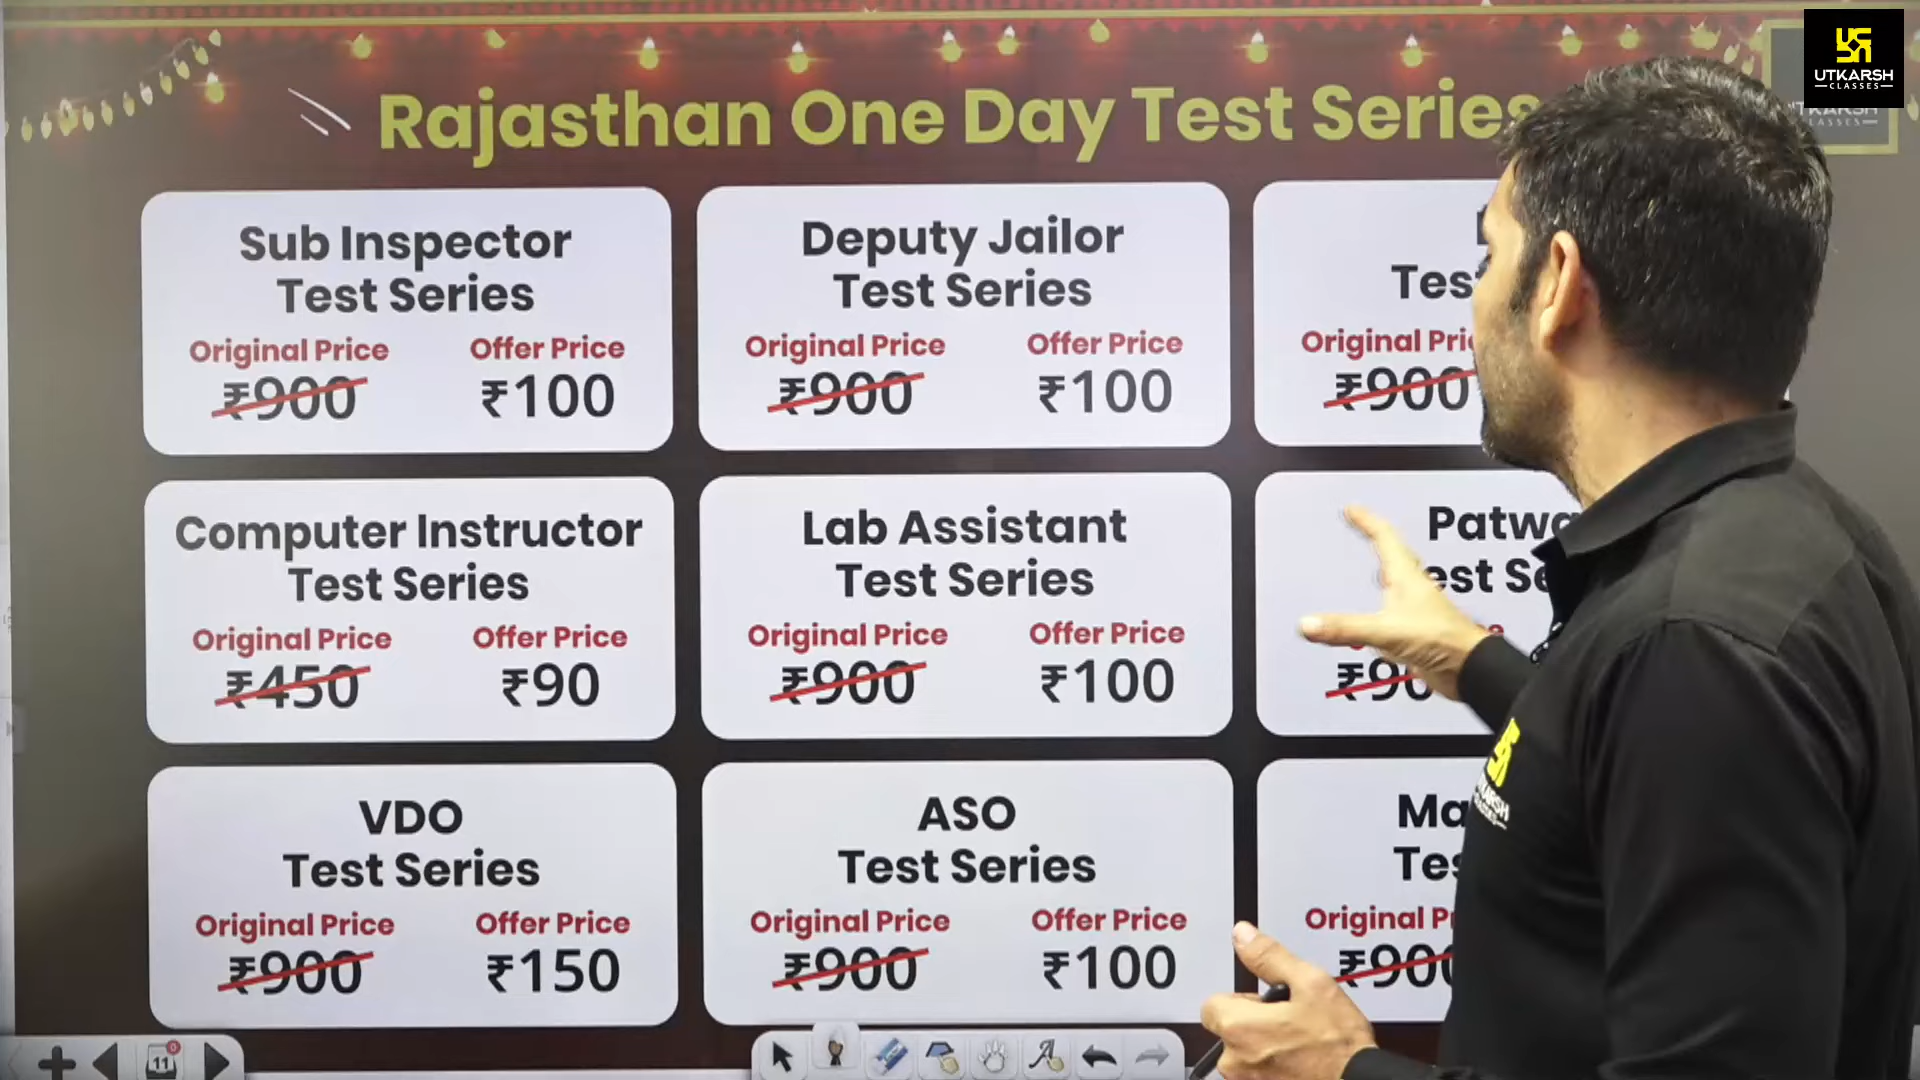 UTKARSH
CLASSES
Rajasthan One Day Test Series
Sub Inspector
Test Series
Original Price Offer Price
₹900 ₹100
Deputy Jailor
Test Series
Original Price Offer Price
₹900 ₹100
Original
₹900
Computer Instructor
Test Series
Original Price Offer Price
₹450 ₹90
Lab Assistant
Test Series
Original Price Offer Price
₹900 ₹100
VDO
Test Series
Original Price Offer Price
₹900 ₹150
ASO
Test Series
Original Price Offer Price
₹900 ₹100
Original
11